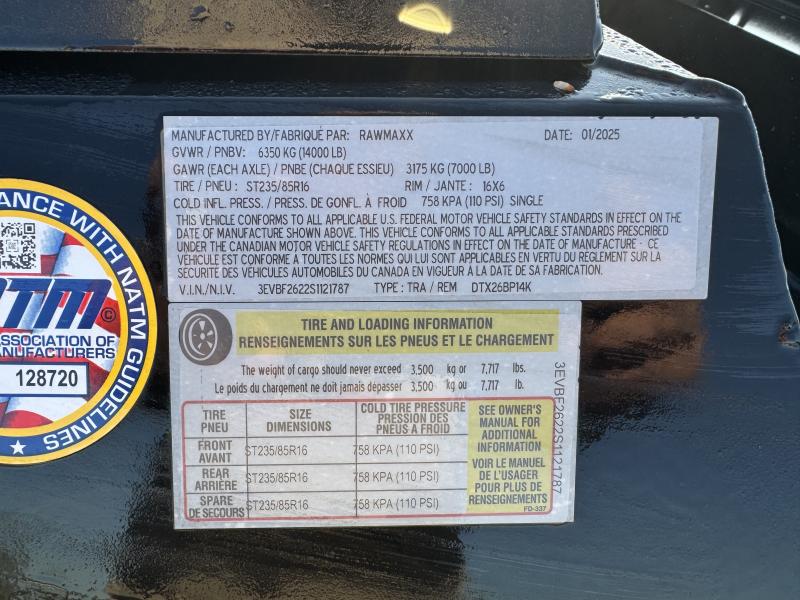 MANUFACTURED BY/FABRIQUÉ PAR: RAWMAXX DATE: 01/2025
GVWR / PNBV: 6350 KG (14000 LB)
GAWR (EACH AXLE) / PNBE (CHAQUE ESSIEU) 3175 KG (7000 LB)
TIRE / PNEU : ST235/85R16 RIM / JANTE : 16X6
COLD INFL. PRESS. / PRESS. DE GONFL. À FROID 758 KPA (110 PSI) SINGLE
THIS VEHICLE CONFORMS TO ALL APPLICABLE U.S. FEDERAL MOTOR VEHICLE SAFETY STANDARDS IN EFFECT ON THE
DATE OF MANUFACTURE SHOWN ABOVE. THIS VEHICLE CONFORMS TO ALL APPLICABLE STANDARDS PRESCRIBED
UNDER THE CANADIAN MOTOR VEHICLE SAFETY REGULATIONS IN EFFECT ON THE DATE OF MANUFACTURE - CE
VÉHICULE EST CONFORME À TOUTES LES NORMES QUI LUI SONT APPLICABLES EN VERTU DU RÈGLEMENT SUR LA
SÉCURITÉ DES VÉHICULES AUTOMOBILES DU CANADA EN VIGUEUR À LA DATE DE SA FABRICATION.
V.I.N./N.I.V. 3EVBF2622S1121787 TYPE : TRA / REM DTX26BP14K
TIRE AND LOADING INFORMATION
RENSEIGNEMENTS SUR LES PNEUS ET LE CHARGEMENT
The weight of cargo should never exceed 3,500 kg or 7,717 lbs.
Le poids du chargement ne doit jamais depasser 3,500 kg ou 7,717 lb.
TIRE
PNEU
SIZE
DIMENSIONS
COLD TIRE PRESSURE
PRESSION DES
PNEUS A FROID
FRONT
AVANT
ST235/85R16 758 KPA (110 PSI)
REAR
ARRIÈRE
ST235/85R16 758 KPA (110 PSI)
SPARE
DE SECOURS
ST235/85R16 758 KPA (110 PSI)
SEE OWNER'S
MANUAL FOR
ADDITIONAL
INFORMATION
VOIR LE MANUEL
DE L'USAGER
POUR PLUS DE
RENSEIGNEMENTS
FD-337
3EVBF2622S1121787
ANCE WITH NATM GUIDELINES
TM©
ASSOCIATION OF
MANUFACTURERS
128720